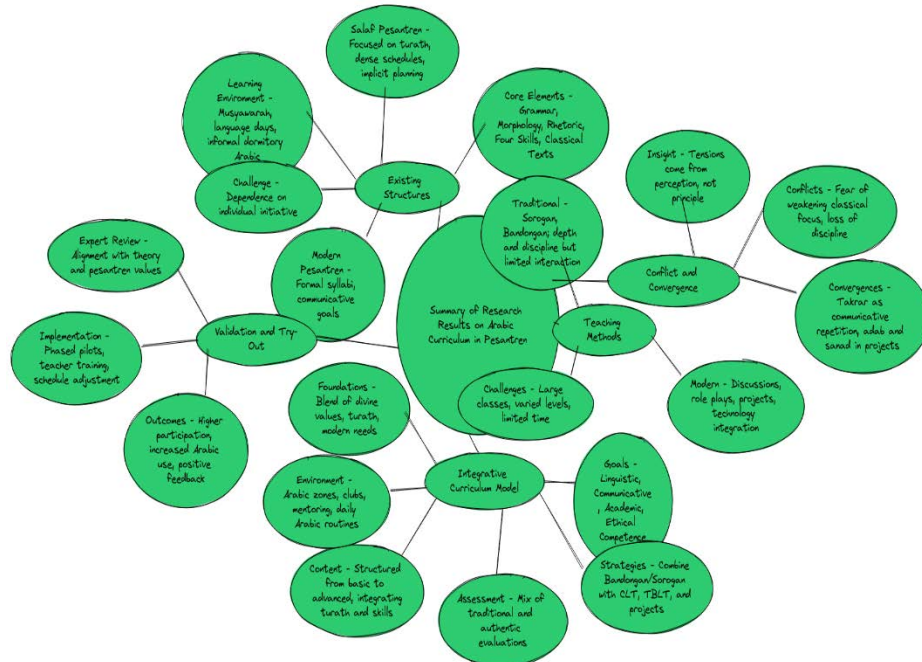 Salaf Pesantren -
Focused on turath,
dense schedules,
implicit planning
Learning
Environment -
Musyawarah,
language days,
informal dormitory
Arabic
Core Elements -
Grammar,
Morphology, Rhetoric,
Four Skills, Classical
Texts
Challenge -
Dependence on
individual initiative
Existing
Structures
Insight - Tensions
come from
perception, not
principle
Conflicts - Fear of
weakening classical
focus, loss of
discipline
Traditional -
Sorogan,
Bandongan; depth
and discipline but
limited interaction
Expert Review -
Alignment with theory
and pesantren values
Modern
Pesantren -
Formal syllabi,
communicative
goals
Conflict and
Convergence
Convergences -
Takrar as
communicative
repetition, adab and
sanad in projects
Summary of Research
Results on Arabic
Curriculum in Pesantren
Validation and Try-
Out
Teaching
Methods
Implementation -
Phased pilots,
teacher training,
schedule adjustment
Foundations -
Blend of divine
values, turath,
modern needs
Challenges - Large
classes, varied levels,
limited time
Modern - Discussions,
role plays, projects,
technology
integration
Outcomes - Higher
participation,
increased Arabic
use, positive
feedback
Integrative
Curriculum Model
Environment -
Arabic zones, clubs,
mentoring, daily
Arabic routines
Goals -
Linguistic,
Communicative
, Academic,
Ethical
Competence
Content - Structured
from basic to
advanced, integrating
turath and skills
Assessment - Mix of
traditional and
authentic
evaluations
Strategies - Combine
Bandongan/Sorogan
with CLT, TBLT, and
projects